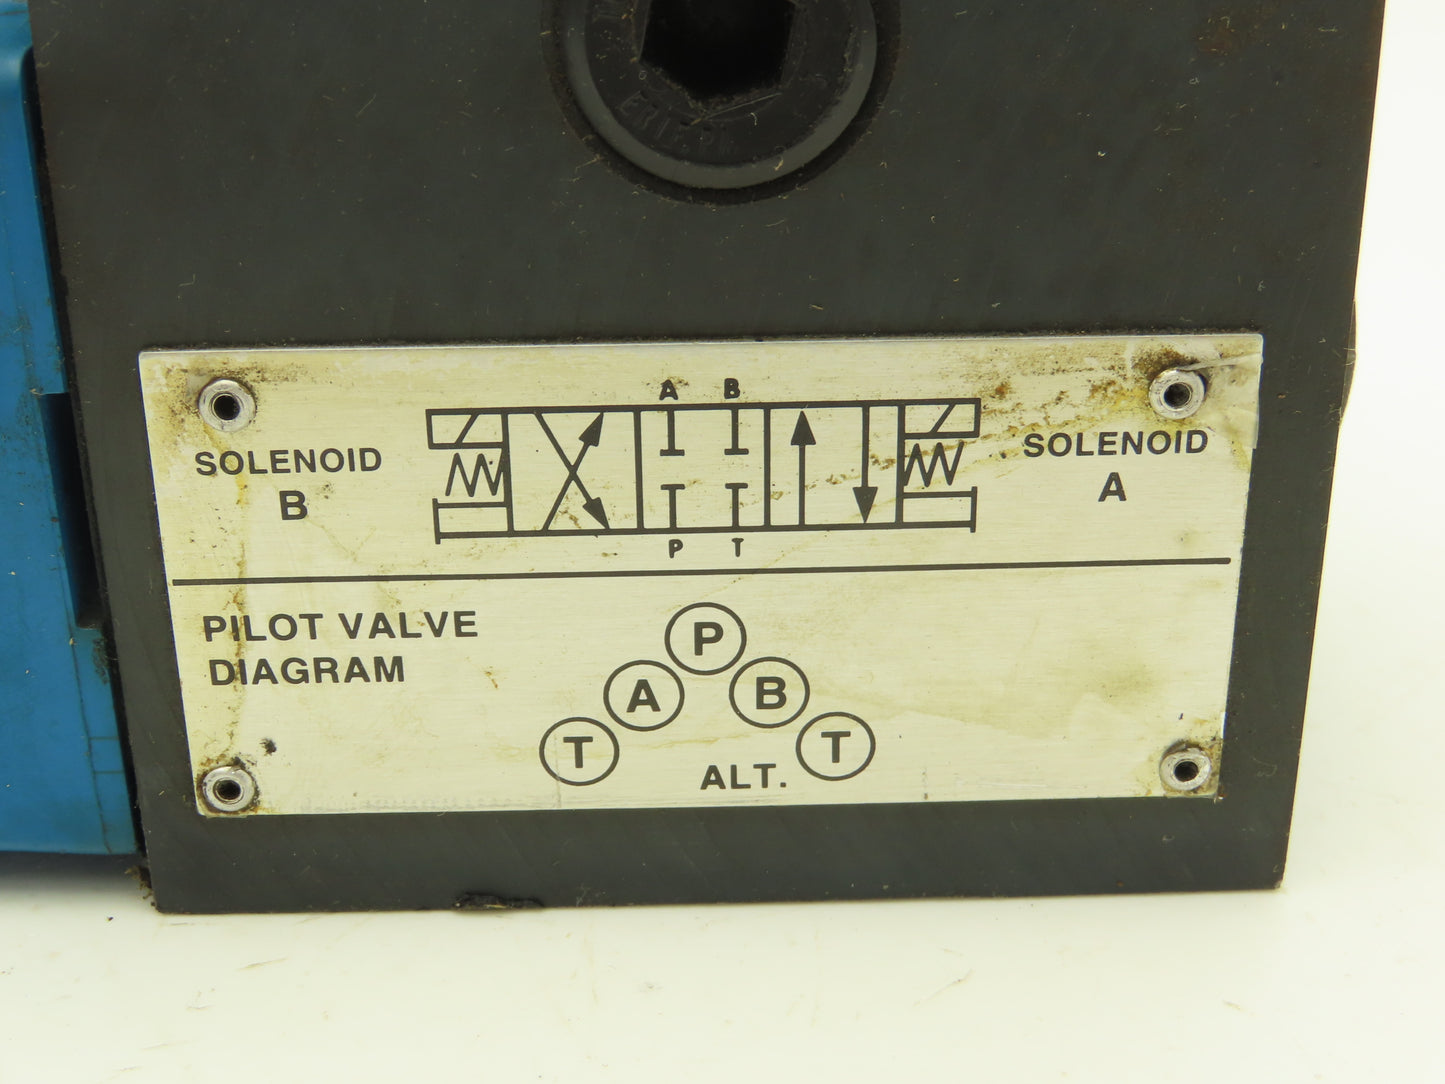 A B
SOLENOID
B
SOLENOID
A
P T
PILOT VALVE
DIAGRAM
P
A B
T T
ALT.